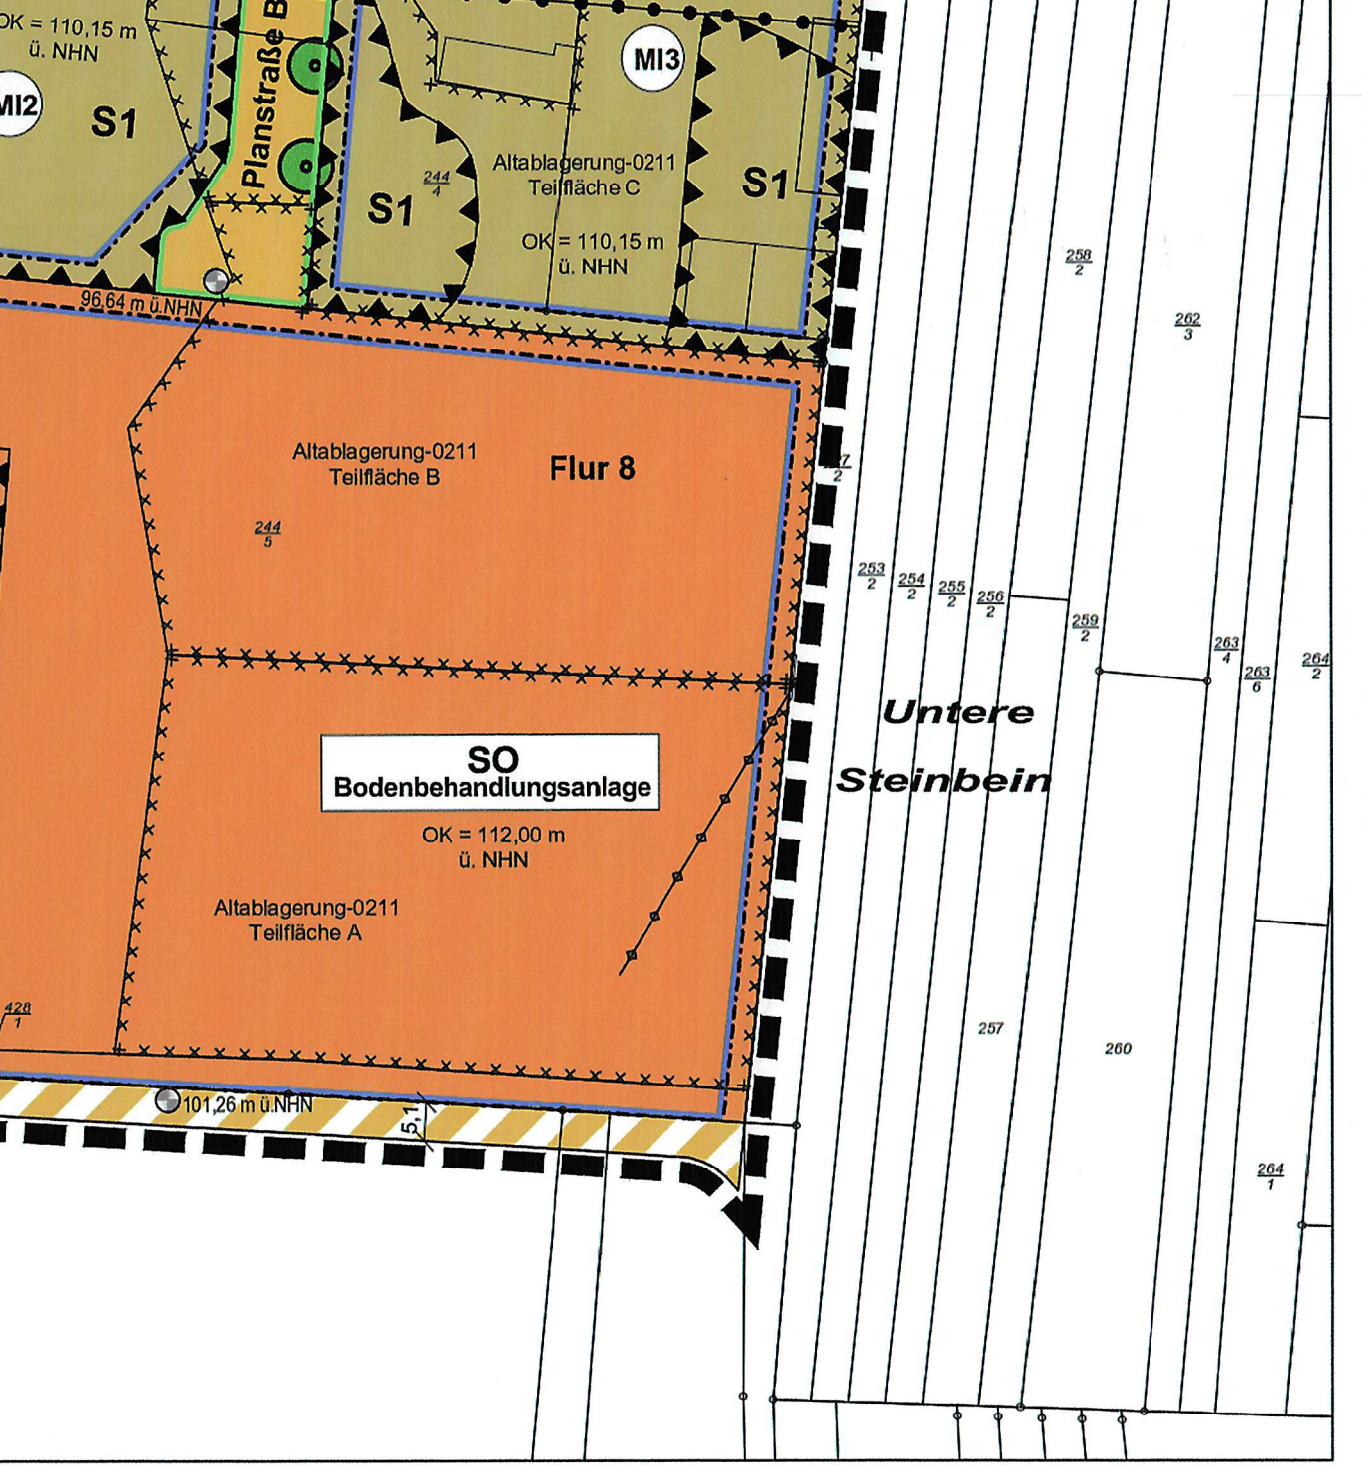 OK = 110,15 m
ü. NHN
MI2
S1
Planstraße B
MI3
Altablagerung-0211
Teilfläche C
244
4
S1
S1
OK = 110,15 m
ü. NHN
258
2
262
3
96.64 m ü.NHN
Altablagerung-0211
Teilfläche B
Flur 8
244
5
2
253
2
254
2
255
2
256
2
259
2
263
4
263
6
264
2
Untere
Steinbein
SO
Bodenbehandlungsanlage
OK = 112,00 m
ü. NHN
Altablagerung-0211
Teilfläche A
428
1
257
260
101,26 m ü.NHN
5,1
264
1